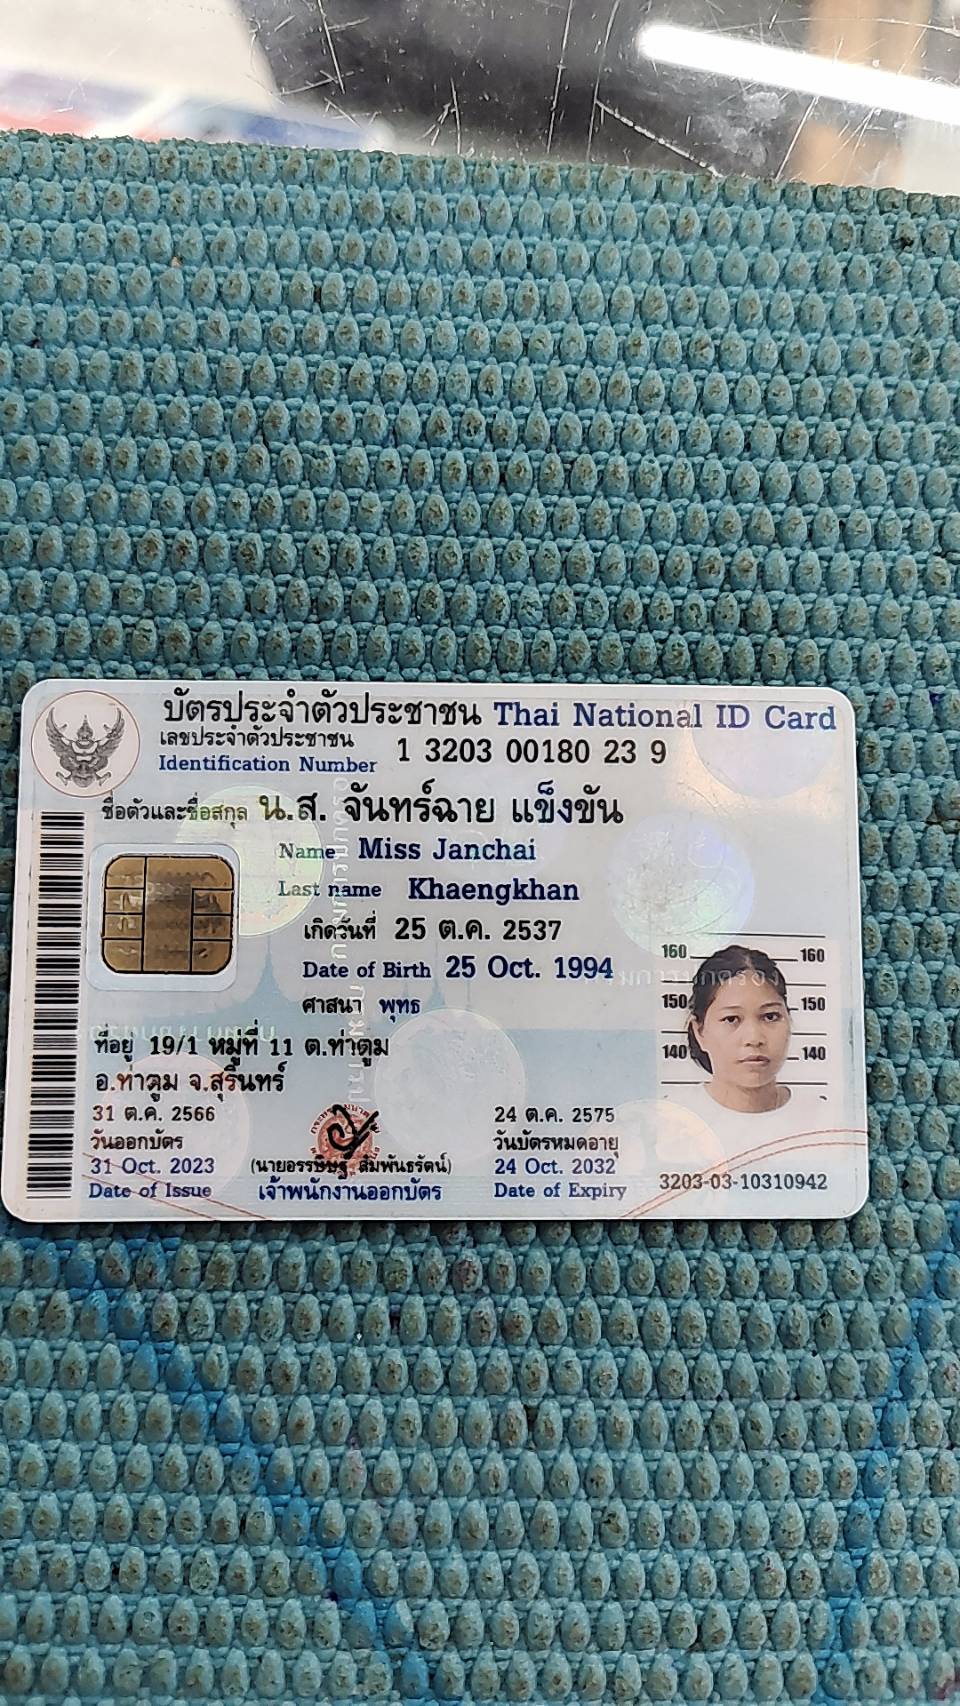 บัตรประจำตัวประชาชน Thai National ID Card
เลขประจำตัวประชาชน
Identification Number 1 3203 00180 23 9
ชื่อตัวและชื่อสกุล น.ส. จันทร์ฉาย แข็งขัน
Name Miss Janchai
Last name Khaengkhan
เกิดวันที่ 25 ต.ค. 2537
Date of Birth 25 Oct. 1994
ศาสนา พุทธ
ที่อยู่ 19/1 หมู่ที่ 11 ต.ท่าตูม
อ.ท่าตูม จ.สุรินทร์
160 160
150 150
140 140
31 ต.ค. 2566
วันออกบัตร
31 Oct. 2023
Date of Issue
(นายอรรษิษฐ สัมพันธรัตน์)
เจ้าพนักงานออกบัตร
24 ต.ค. 2575
วันบัตรหมดอายุ
24 Oct. 2032
Date of Expiry
3203-03-10310942